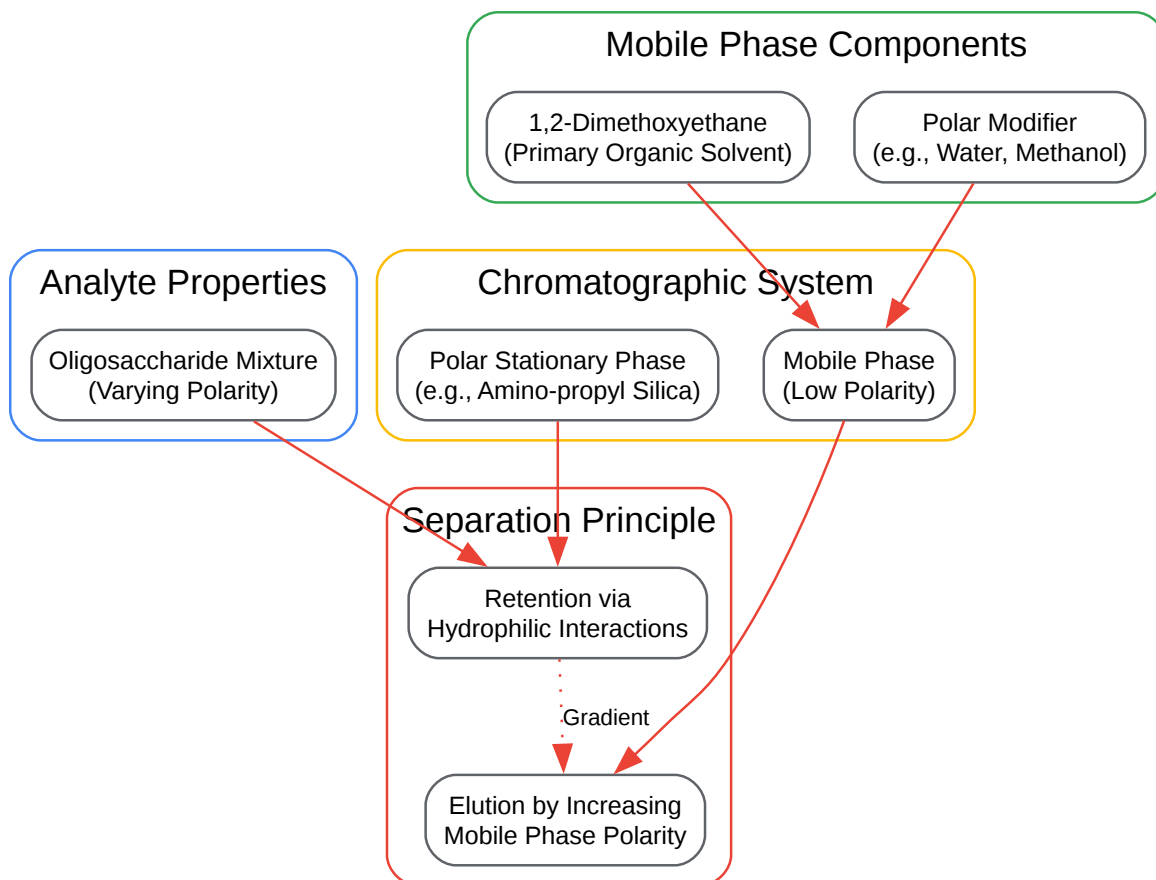 Mobile Phase Components
1,2-Dimethoxyethane
(Primary Organic Solvent)
Polar Modifier
(e.g., Water, Methanol)
Analyte Properties
Oligosaccharide Mixture
(Varying Polarity)
Chromatographic System
Polar Stationary Phase
(e.g., Amino-propyl Silica)
Mobile Phase
(Low Polarity)
Separation Principle
Retention via
Hydrophilic Interactions
Gradient
Elution by Increasing
Mobile Phase Polarity